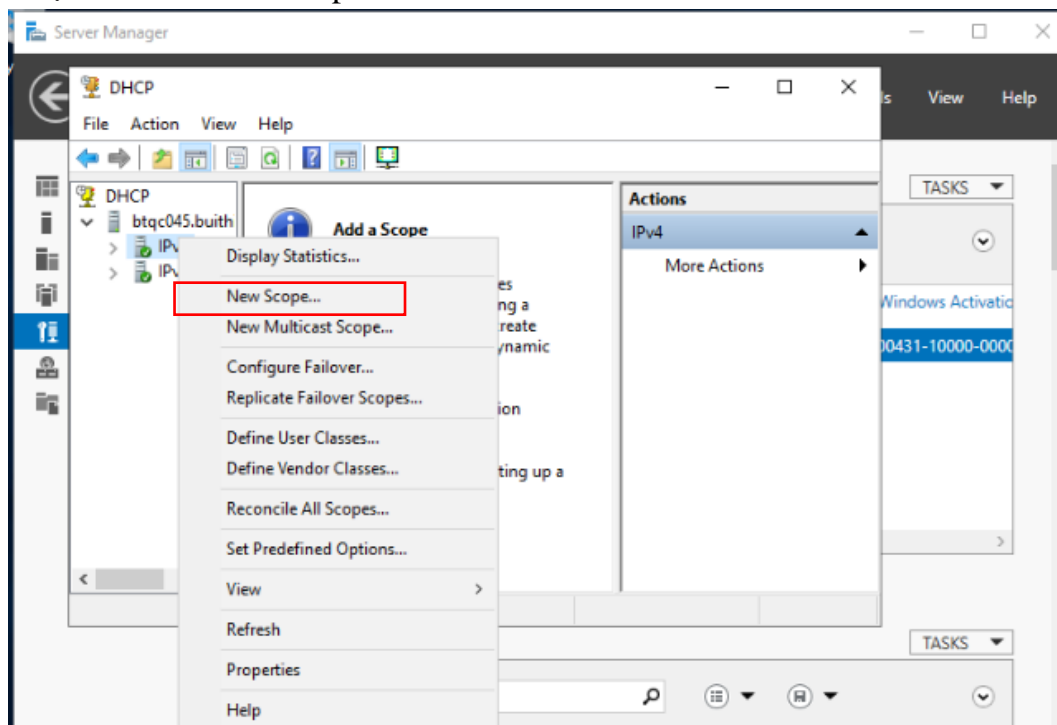 Server Manager
DHCP
ls View Help
File Action View Help
DHCP
btqc045.buith
IPv
IPv
Add a Scope
es
ng a
reate
ynamic
ion
ting up a
Actions
IPv4
More Actions
Display Statistics...
New Scope...
New Multicast Scope...
Configure Failover...
Replicate Failover Scopes...
Define User Classes...
Define Vendor Classes...
Reconcile All Scopes...
Set Predefined Options...
View
Refresh
Properties
Help
TASKS
Windows Activatio
00431-10000-0000
TASKS